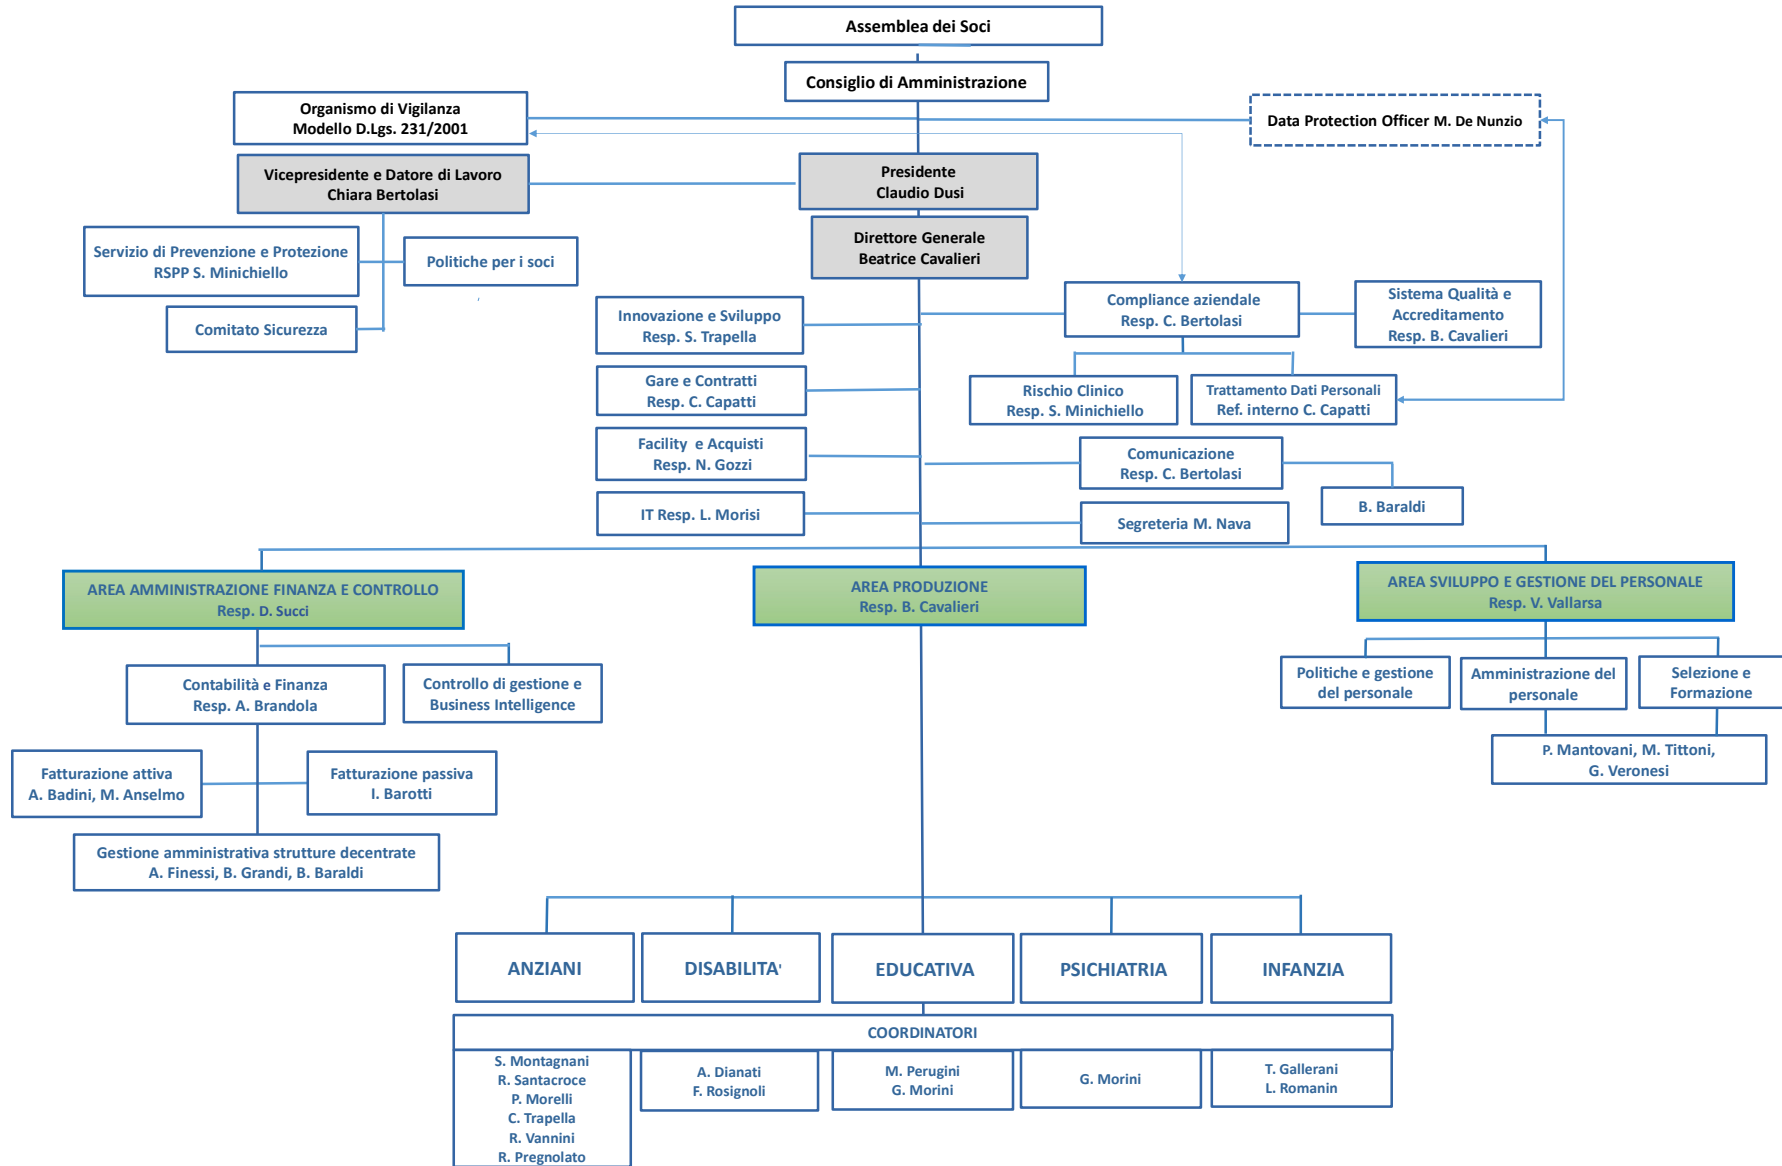 Assemblea dei Soci
Consiglio di Amministrazione
Organismo di Vigilanza
Modello D.Lgs. 231/2001
Data Protection Officer M. De Nunzio
Vicepresidente e Datore di Lavoro
Chiara Bertolasi
Presidente
Claudio Dusi
Direttore Generale
Beatrice Cavalieri
Servizio di Prevenzione e Protezione
RSPP S. Minichiello
Politiche per i soci
Comitato Sicurezza
Innovazione e Sviluppo
Resp. S. Trapella
Compliance aziendale
Resp. C. Bertolasi
Sistema Qualità e
Accreditamento
Resp. B. Cavalieri
Gare e Contratti
Resp. C. Capatti
Rischio Clinico
Resp. S. Minichiello
Trattamento Dati Personali
Ref. interno C. Capatti
Facility  e Acquisti
Resp. N. Gozzi
Comunicazione
Resp. C. Bertolasi
B. Baraldi
IT Resp. L. Morisi
Segreteria M. Nava
AREA AMMINISTRAZIONE FINANZA E CONTROLLO
Resp. D. Succi
AREA PRODUZIONE
Resp. B. Cavalieri
AREA SVILUPPO E GESTIONE DEL PERSONALE
Resp. V. Vallarsa
Contabilità e Finanza
Resp. A. Brandola
Controllo di gestione e
Business Intelligence
Politiche e gestione
del personale
Amministrazione del
personale
Selezione e
Formazione
P. Mantovani, M. Tittoni,
G. Veronesi
Fatturazione attiva
A. Badini, M. Anselmo
Fatturazione passiva
I. Barotti
Gestione amministrativa strutture decentrate
A. Finessi, B. Grandi, B. Baraldi
ANZIANI
DISABILITA'
EDUCATIVA
PSICHIATRIA
INFANZIA
COORDINATORI
S. Montagnani
R. Santacroce
P. Morelli
C. Trapella
R. Vannini
R. Pregnolato
A. Dianati
F. Rosignoli
M. Perugini
G. Morini
G. Morini
T. Gallerani
L. Romanin